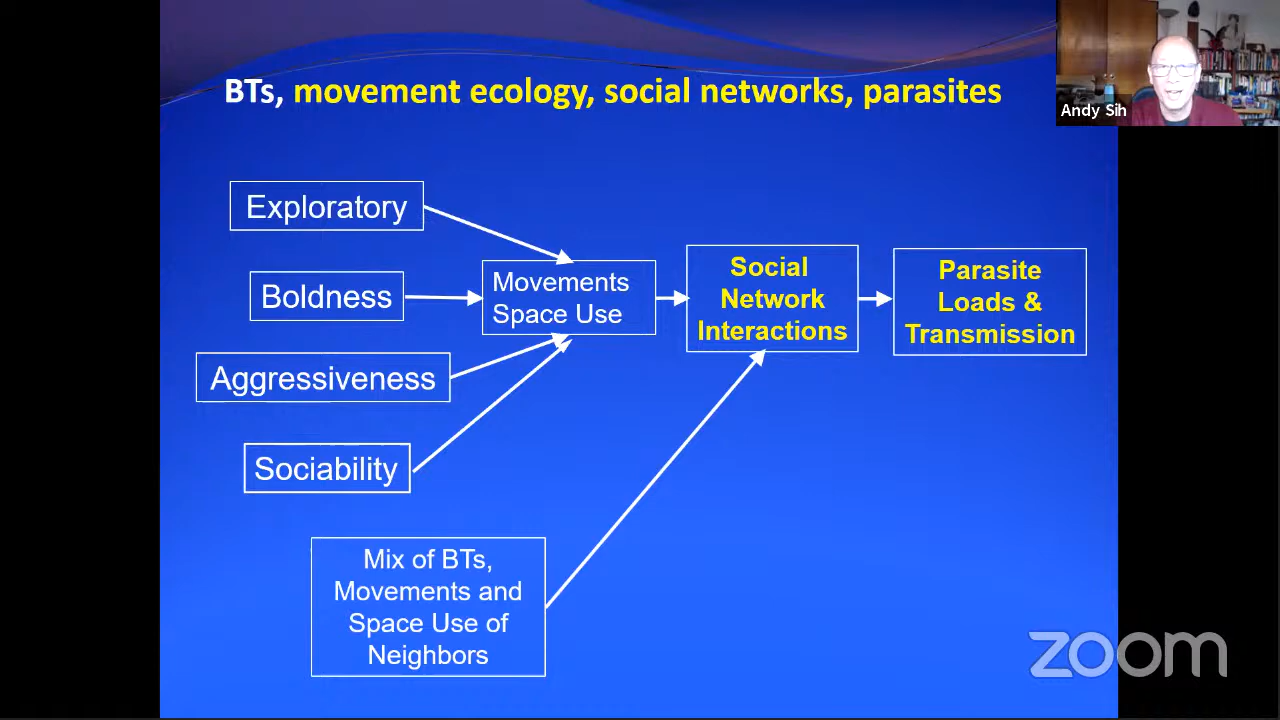 BTs, movement ecology, social networks, parasites
Andy Sih
Exploratory
Boldness
Aggressiveness
Sociability
Movements
Space Use
Social
Network
Interactions
Parasite
Loads &
Transmission
Mix of BTs,
Movements and
Space Use of
Neighbors
zoom